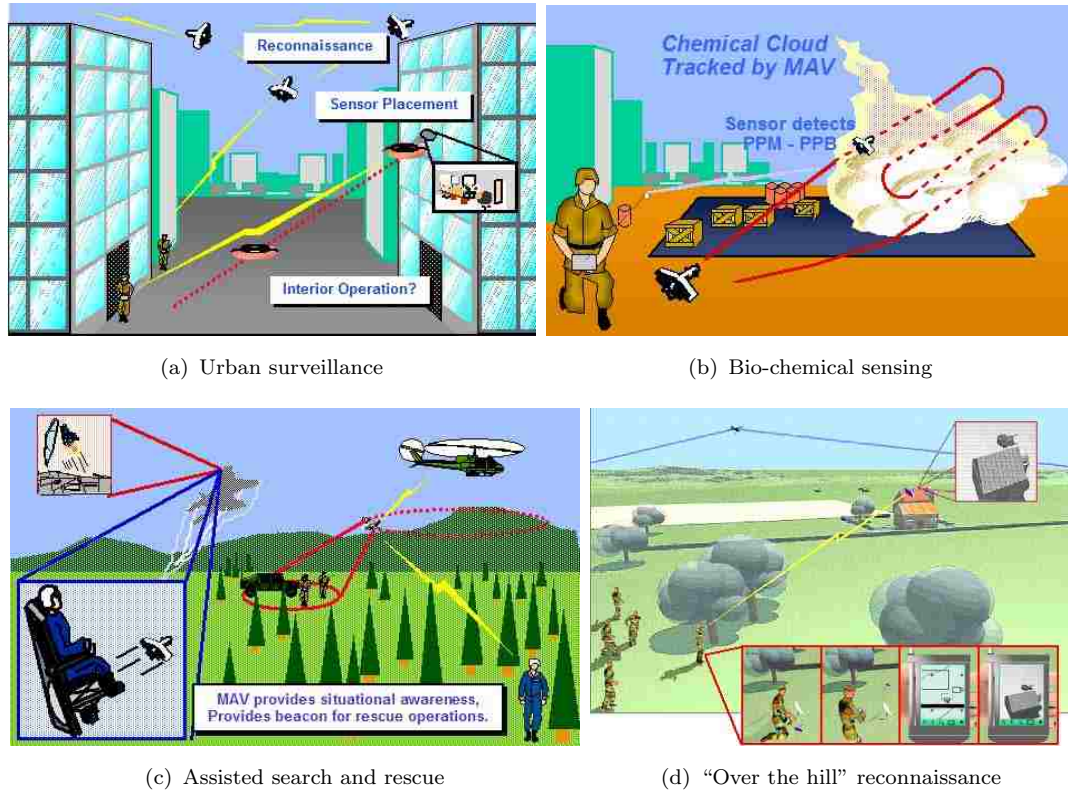 Reconnaissance
Sensor Placement
Interior Operation?
Chemical Cloud
Tracked by MAV
Sensor detects
PPM - PPB
(a) Urban surveillance
(b) Bio-chemical sensing
MAV provides situational awareness,
Provides beacon for rescue operations.
(c) Assisted search and rescue
(d) “Over the hill” reconnaissance